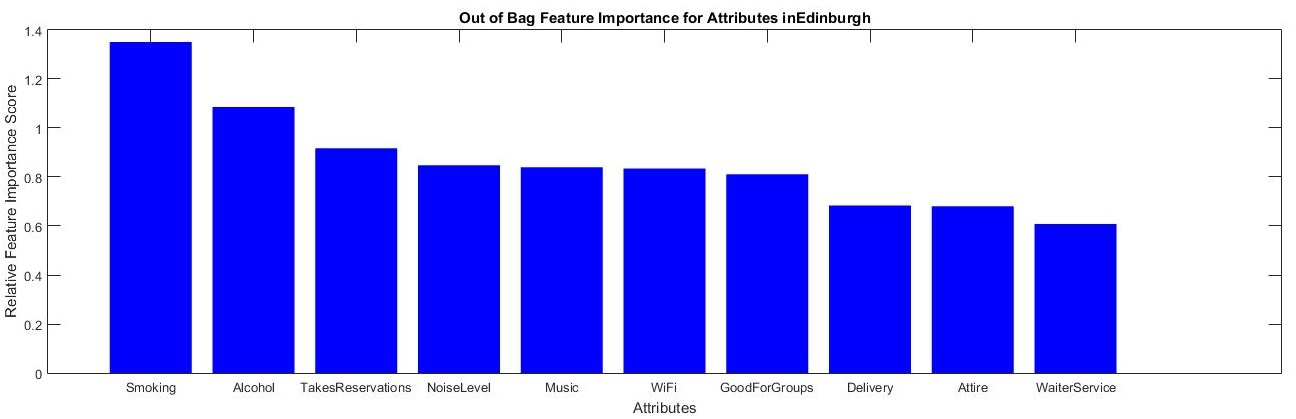 Out of Bag Feature Importance for Attributes inEdinburgh
Relative Feature Importance Score
1.4
1.2
1
0.8
0.6
0.4
0.2
0
Smoking Alcohol TakesReservations NoiseLevel Music WiFi GoodForGroups Delivery Attire WaiterService
Attributes